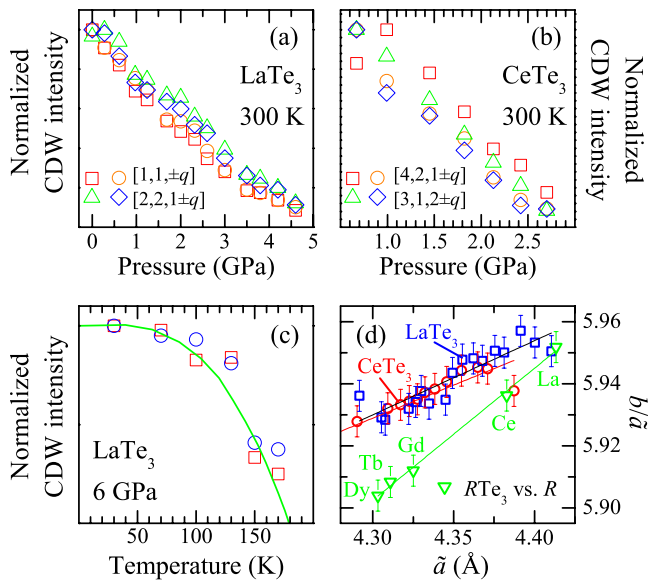 (a)
LaTe3
300 K
[1,1,±q]
[2,2,1±q]
Normalized
CDW intensity
0 1 2 3 4 5
Pressure (GPa)
(b)
CeTe3
300 K
[4,2,1±q]
[3,1,2±q]
Normalized
CDW intensity
1.0 1.5 2.0 2.5
Pressure (GPa)
(c)
LaTe3
6 GPa
Normalized
CDW intensity
50 100 150
Temperature (K)
(d)
LaTe3
CeTe3
La
Ce
Gd
Tb
Dy
RTe3 vs. R
5.96
5.94
5.92
5.90
b/ã
4.30 4.35 4.40
ã (Å)